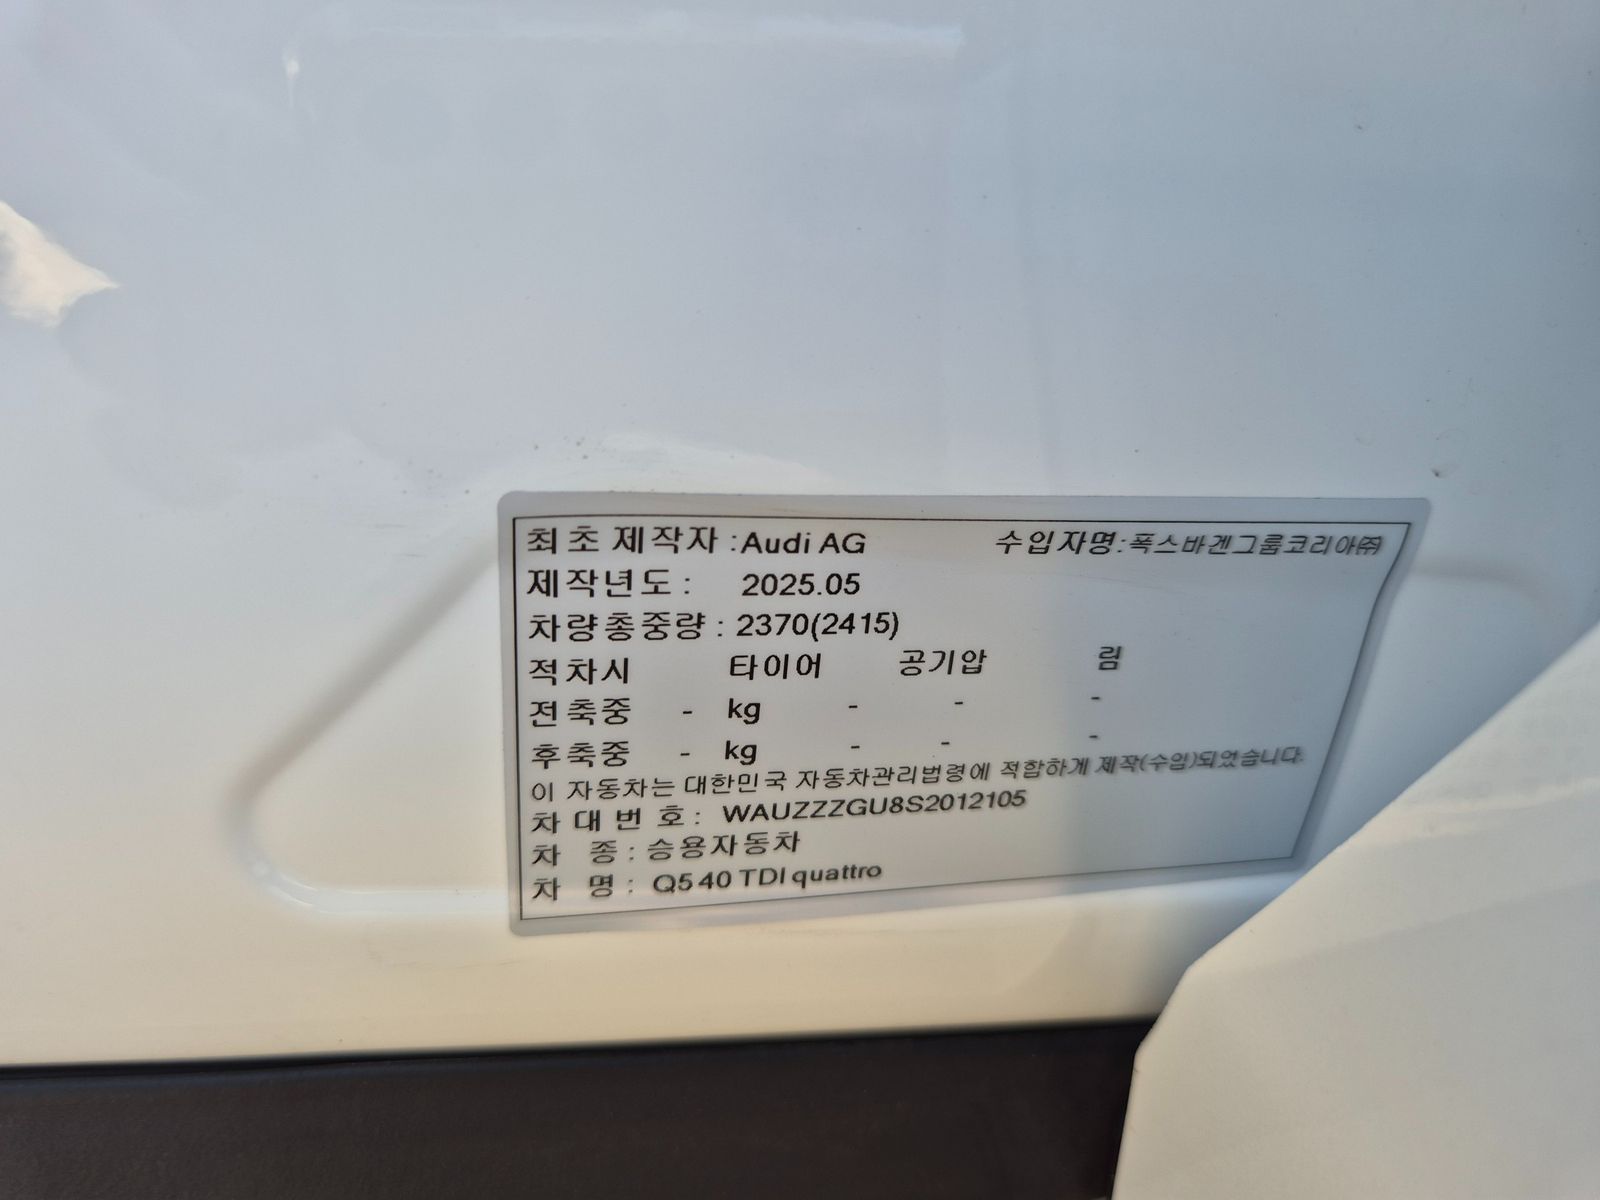 최초 제작자 : Audi AG 수입자명 : 폭스바겐그룹코리아㈜
제작년도 : 2025.05
차량총중량 : 2370(2415)
적차시 타이어 공기압 림
전축중 - kg - - -
후축중 - kg - - -
이 자동차는 대한민국 자동차관리법령에 적합하게 제작(수입)되었습니다.
차대번호 : WAUZZZGU8S2012105
차 종 : 승용자동차
차 명 : Q5 40 TDI quattro